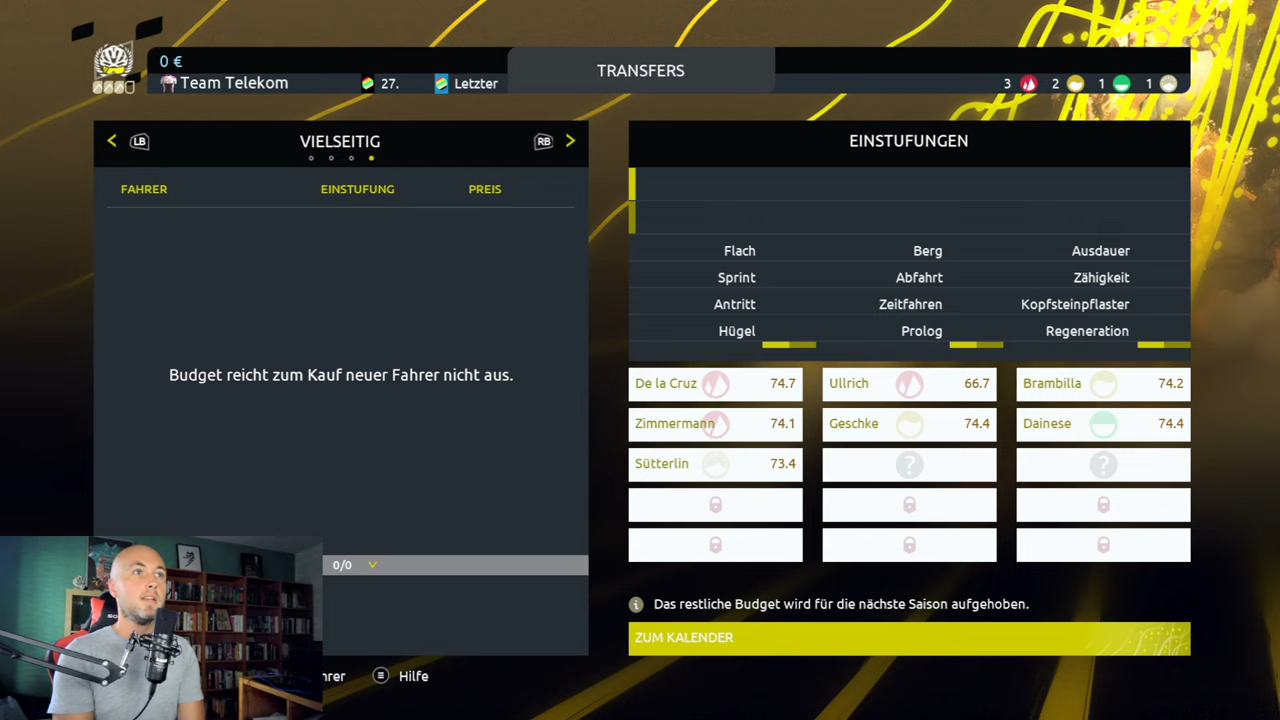 0 €
Team Telekom
27.
Letzter
TRANSFERS
3
2
1
1
LB
VIELSEITIG
RB
FAHRER
EINSTUFUNG
PREIS
Budget reicht zum Kauf neuer Fahrer nicht aus.
0/0
hrer
Hilfe
EINSTUFUNGEN
Flach Berg Ausdauer
Sprint Abfahrt Zähigkeit
Antritt Zeitfahren Kopfsteinpflaster
Hügel Prolog Regeneration
De la Cruz 74.7
Ullrich 66.7
Brambilla 74.2
Zimmermann 74.1
Geschke 74.4
Dainese 74.4
Sütterlin 73.4
?
?
Das restliche Budget wird für die nächste Saison aufgehoben.
ZUM KALENDER